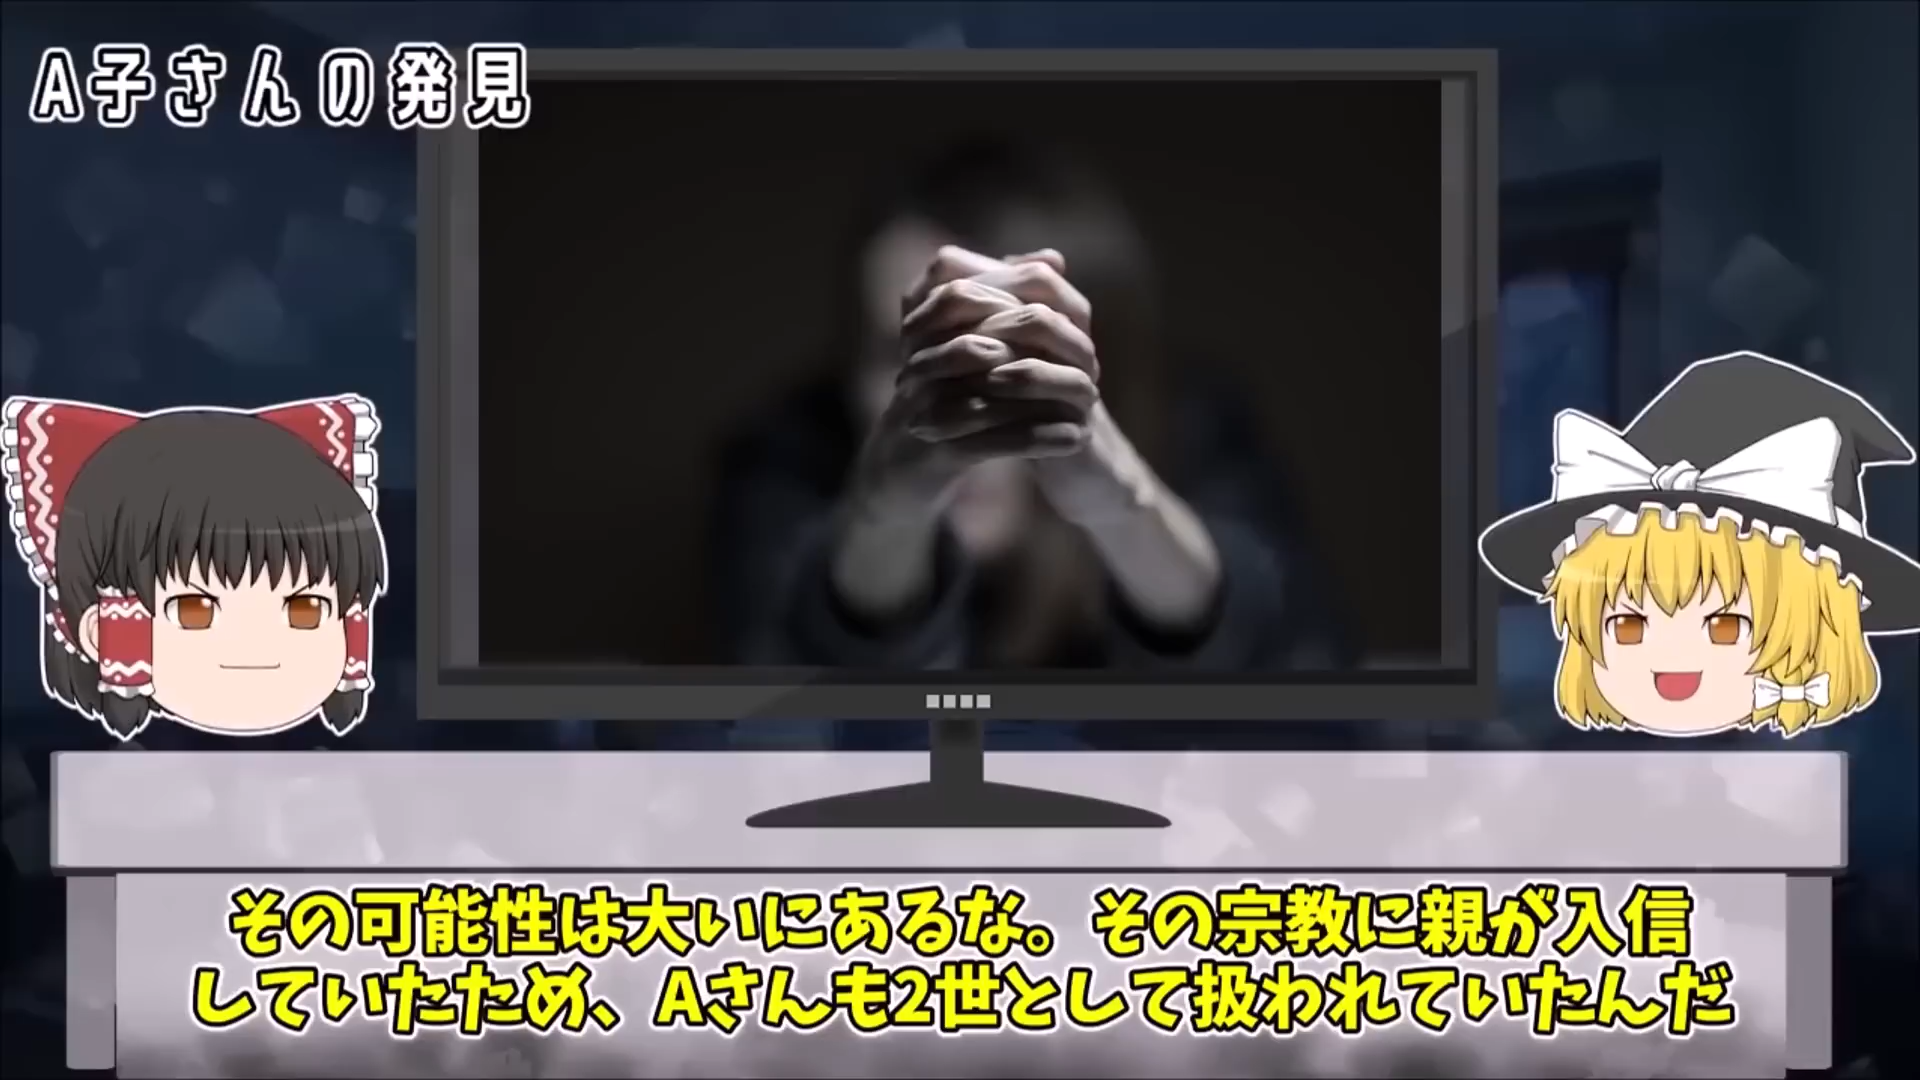 A子さんの発見
その可能性は大いにあるな。その宗教に親が入信
していたため、Aさんも2世として扱われていたんだ